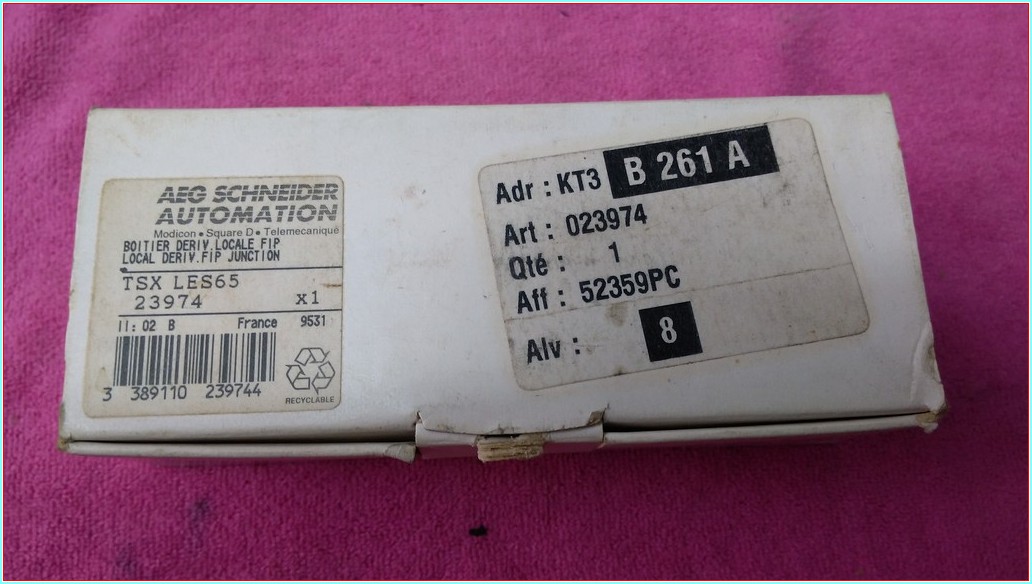 AEG SCHNEIDER
AUTOMATION
Modicon • Square D • Telemecanique
BOITIER DERIV.LOCALE FIP
LOCAL DERIV.FIP JUNCTION
TSX LES65
23974 x1
II: 02 B France 9531
3 389110 239744
RECYCLABLE
Adr : KT3 B 261 A
Art : 023974
Qté : 1
Aff : 52359PC
Alv : 8